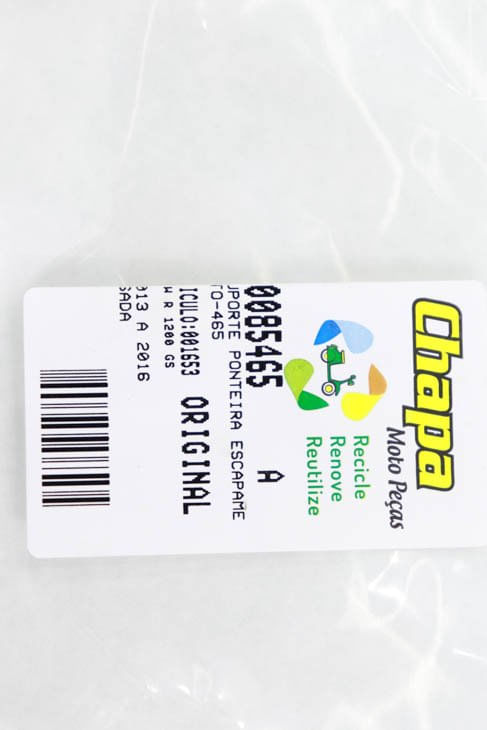 Chapa
Moto Peças
Recicle
Renove
Reutilize
0085465 A
UPORTE PONTEIRA ESCAPAME
TO-465
ORIGINAL
ICULO:001653
W R 1200 GS
013 A 2016
SADA